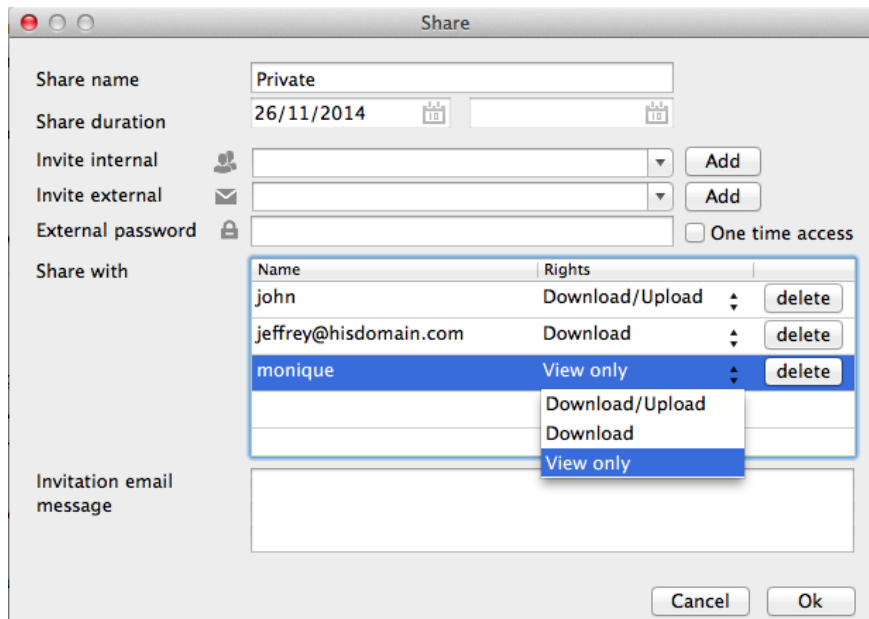 Share
Share name Private
Share duration 26/11/2014
Invite internal Add
Invite external Add
External password One time access
Share with Name Rights
john Download/Upload delete
jeffrey@hisdomain.com Download delete
monique View only delete
Download/Upload
Download
View only
Invitation email
message
Cancel Ok